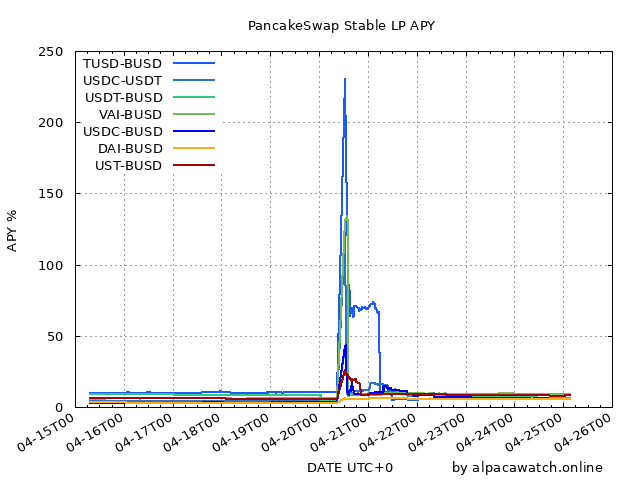 PancakeSwap Stable LP APY
250
200
150
100
50
0
APY %
TUSD-BUSD
USDC-USDT
USDT-BUSD
VAI-BUSD
USDC-BUSD
DAI-BUSD
UST-BUSD
04-15T00
04-16T00
04-17T00
04-18T00
04-19T00
04-20T00
04-21T00
04-22T00
04-23T00
04-24T00
04-25T00
04-26T00
DATE UTC+0
by alpacawatch.online